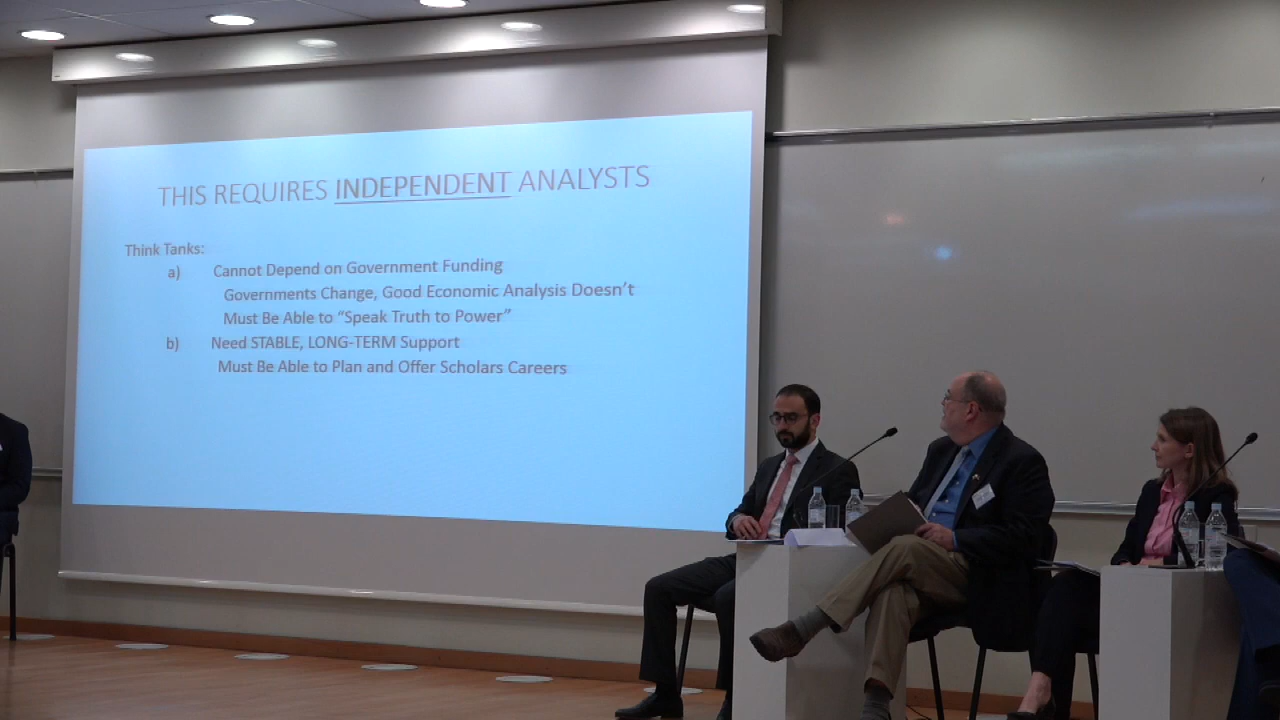 THIS REQUIRES INDEPENDENT ANALYSTS
Think Tanks:
a) Cannot Depend on Government Funding
Governments Change, Good Economic Analysis Doesn't
Must Be Able to “Speak Truth to Power”
b) Need STABLE, LONG-TERM Support
Must Be Able to Plan and Offer Scholars Careers